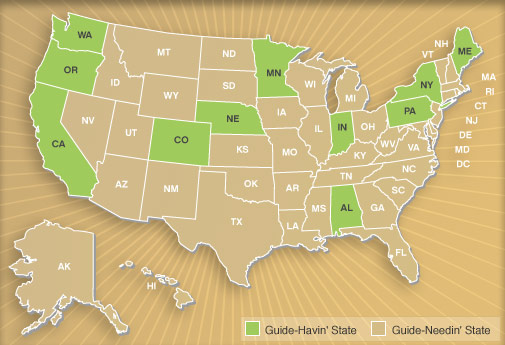 WA
MT
ND
MN
NH
VT
ME
OR
ID
SD
WI
MI
NY
MA
RI
CT
WY
NE
IA
PA
NJ
NV
UT
CO
IL
IN
OH
DE
MD
DC
CA
KS
MO
KY
WV
VA
AZ
NM
OK
AR
TN
NC
SC
TX
LA
MS
AL
GA
FL
AK
HI
Guide-Havin' State
Guide-Needin' State